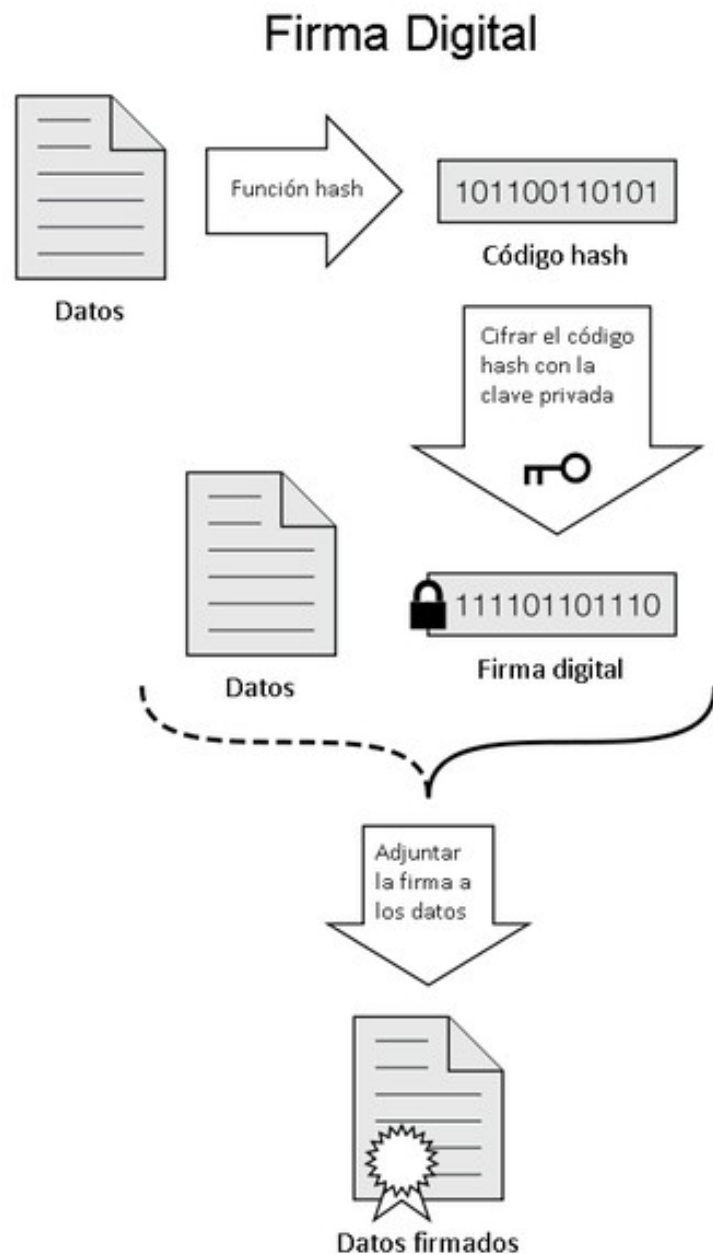 Firma Digital
Función hash
101100110101
Código hash
Datos
Cifrar el código
hash con la
clave privada
111101101110
Firma digital
Datos
Adjuntar
la firma a
los datos
Datos firmados